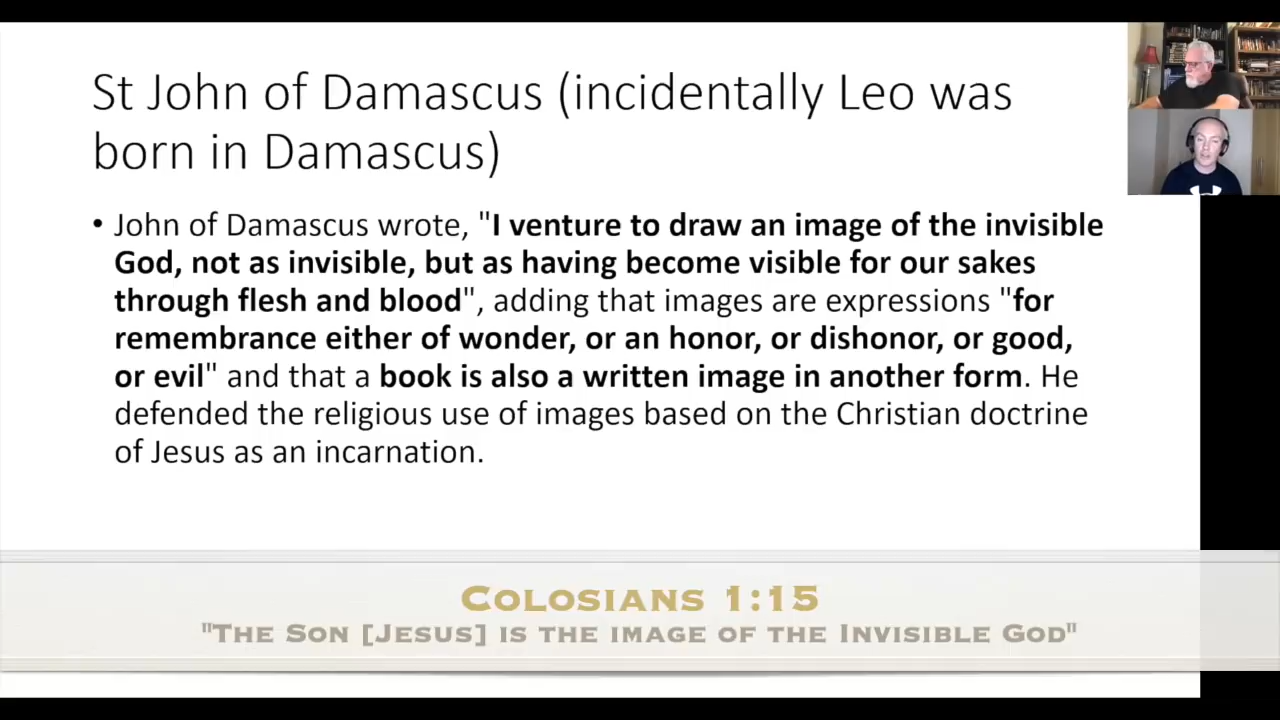 St John of Damascus (incidentally Leo was
born in Damascus)
• John of Damascus wrote, "I venture to draw an image of the invisible
God, not as invisible, but as having become visible for our sakes
through flesh and blood", adding that images are expressions "for
remembrance either of wonder, or an honor, or dishonor, or good,
or evil" and that a book is also a written image in another form. He
defended the religious use of images based on the Christian doctrine
of Jesus as an incarnation.
Colosians 1:15
"The Son [Jesus] is the image of the Invisible God"